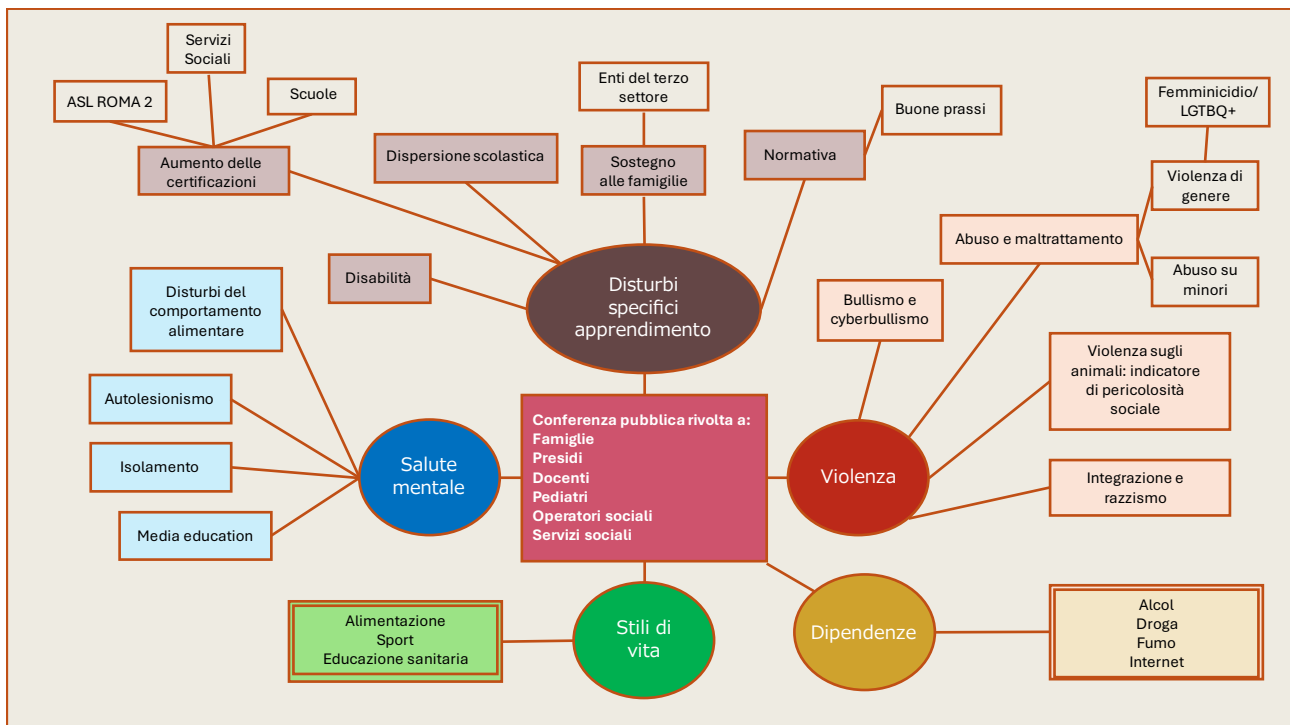 Servizi
Sociali
ASL ROMA 2
Scuole
Aumento delle
certificazioni
Dispersione scolastica
Enti del terzo
settore
Sostegno
alle famigilie
Normativa
Buone prassi
Femminicidio/
LGTBQ+
Violenza di
genere
Abuso e maltrattamento
Abuso su
minori
Disabilità
Disturbi
specifici
apprendimento
Disturbi del
comportamento
alimentare
Bullismo e
cyberbullismo
Violenza sugli
animali: indicatore
di pericolosità
sociale
Autolesionismo
Isolamento
Media education
Salute
mentale
Conferenza pubblica rivolta a:
Famiglie
Presidi
Docenti
Pediatri
Operatori sociali
Servizi sociali
Violenza
Integrazione e
razzismo
Alimentazione
Sport
Educazione sanitaria
Stili di
vita
Dipendenze
Alcol
Droga
Fumo
Internet